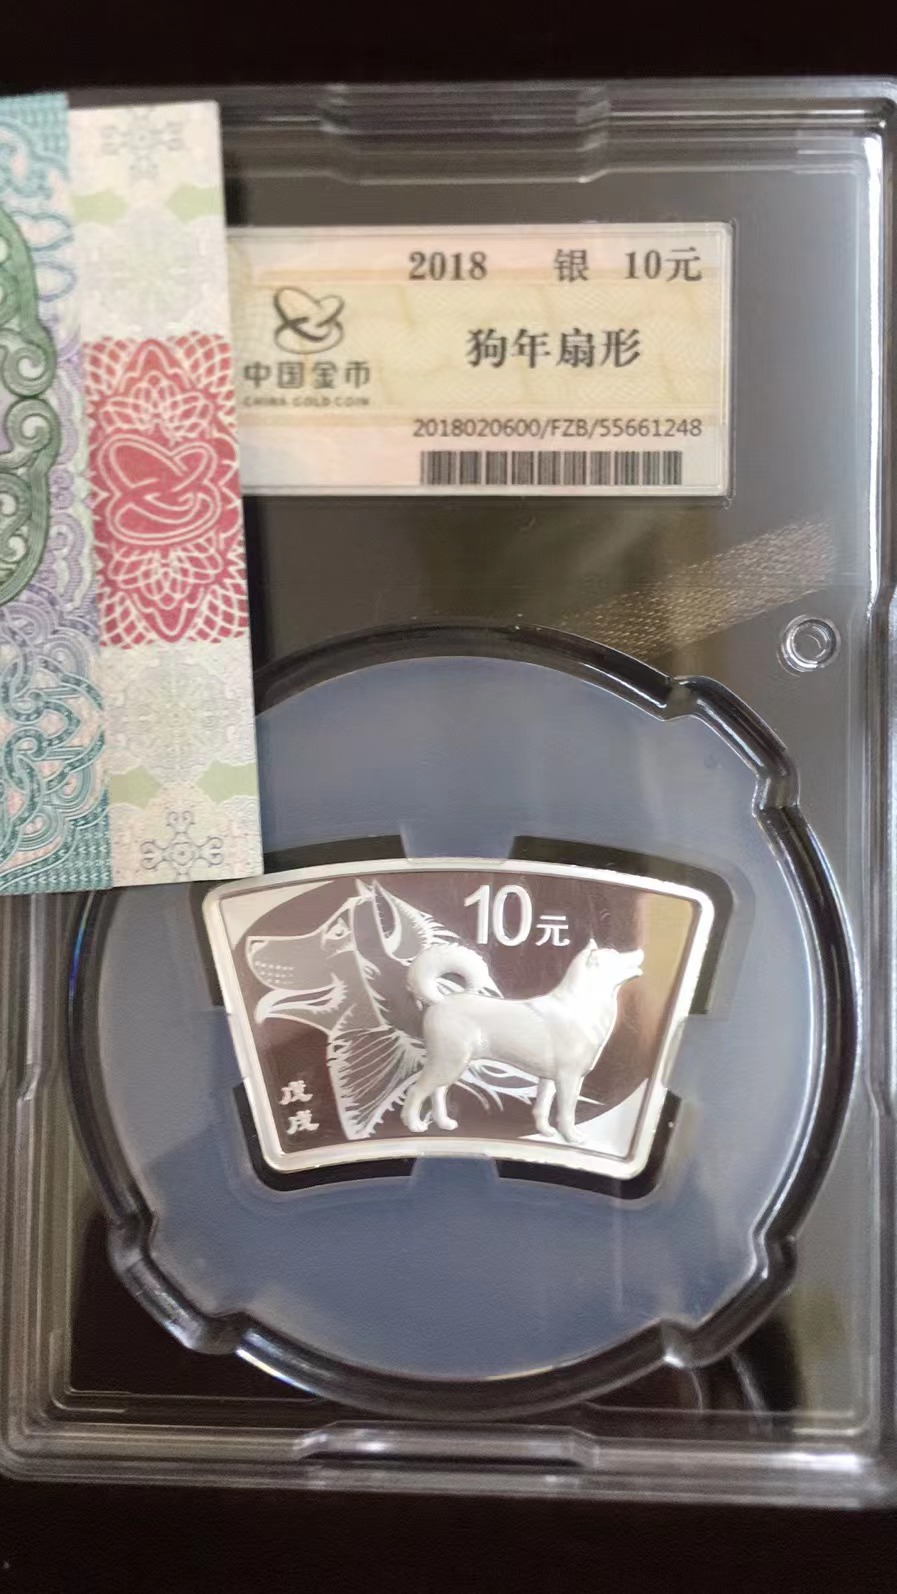 2018 银 10元
中国金币
CHINA GOLD COIN
狗年扇形
2018020600/FZB/55661248
10元
戊
戌